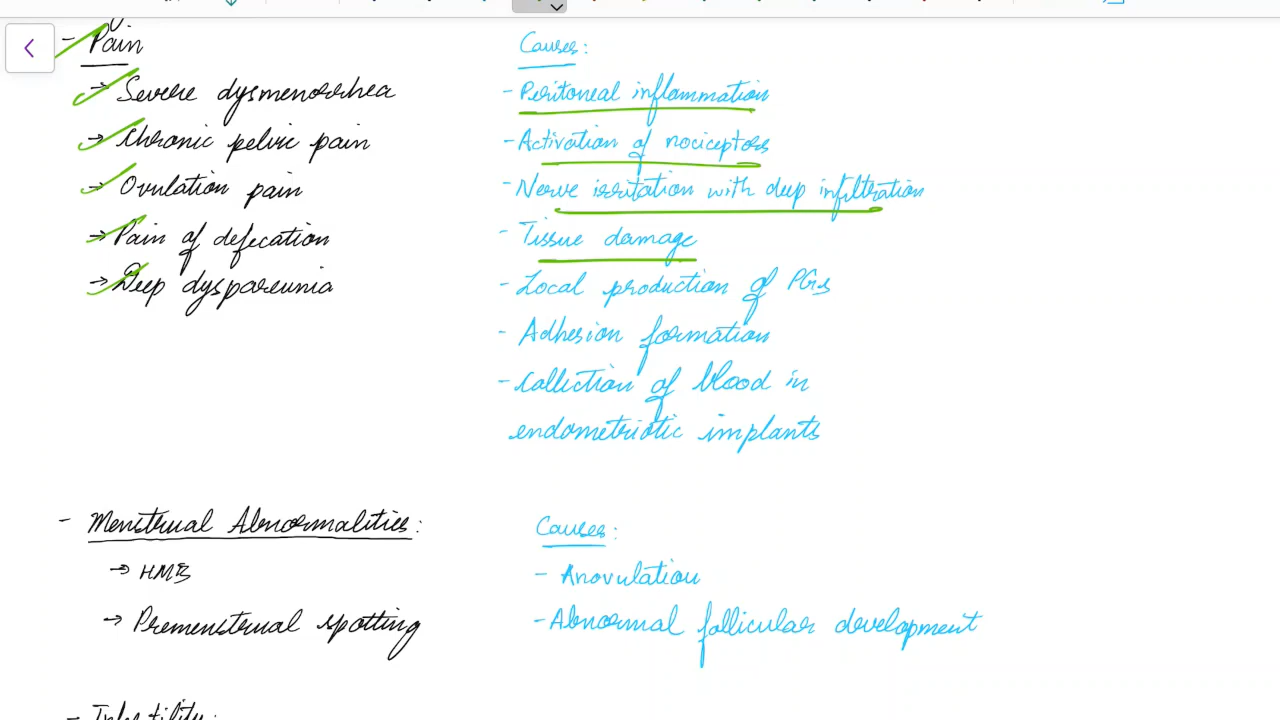 - Pain
→ Severe dysmenorrhea
→ Chronic pelvic pain
→ Ovulation pain
→ Pain of defecation
→ Deep dyspareunia
Causes:
- Peritoneal inflammation
- Activation of nociceptors
- Nerve irritation with deep infiltration
- Tissue damage
- Local production of PGs
- Adhesion formation
- Collection of blood in
endometriotic implants
- Menstrual Abnormalities:
→ HMB
→ Premenstrual spotting
Causes:
- Anovulation
- Abnormal follicular development
- Infertility: